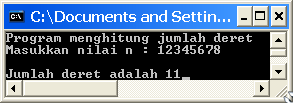 C:\Documents and Settin...
Program menghitung jumlah deret
Masukkan nilai n : 12345678
Jumlah deret adalah 11